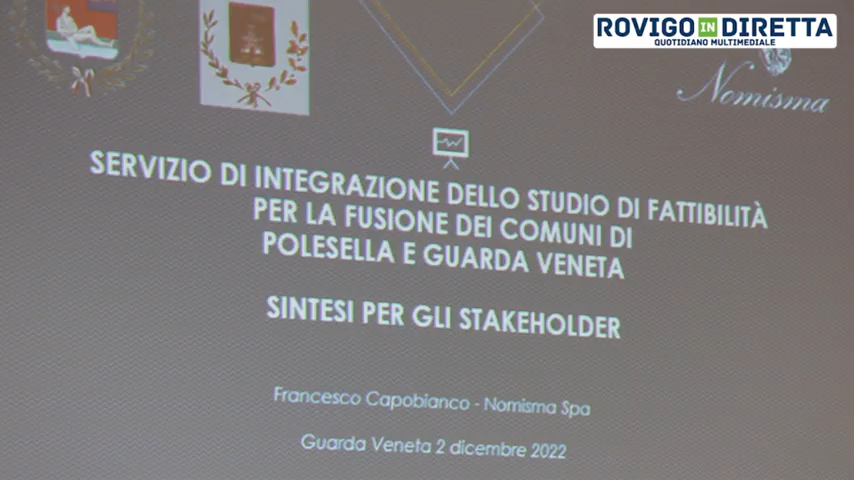 ROVIGO IN DIRETTA
QUOTIDIANO MULTIMEDIALE
Nomisma
SERVIZIO DI INTEGRAZIONE DELLO STUDIO DI FATTIBILITÀ
PER LA FUSIONE DEI COMUNI DI
POLESELLA E GUARDA VENETA
SINTESI PER GLI STAKEHOLDER
Francesco Capobianco - Nomisma Spa
Guarda Veneta 2 dicembre 2022